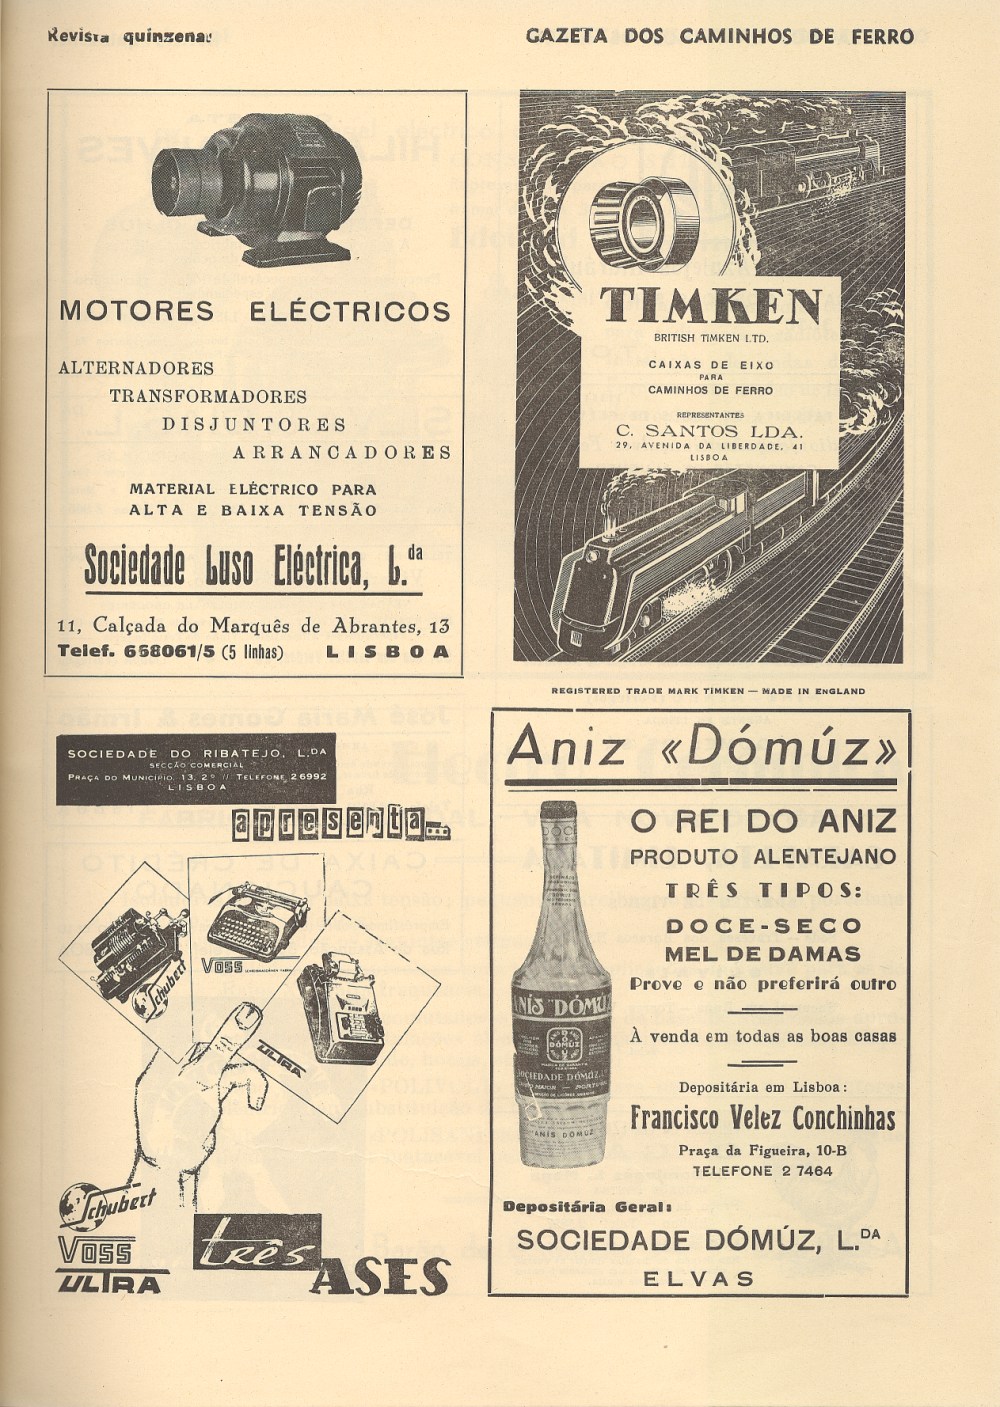 Revista quinzenal
GAZETA DOS CAMINHOS DE FERRO
MOTORES ELÉCTRICOS
ALTERNADORES
TRANSFORMADORES
DISJUNTORES
ARRANCADORES
MATERIAL ELÉCTRICO PARA
ALTA E BAIXA TENSÃO
Sociedade Luso Eléctrica, L.da
11, Calçada do Marquês de Abrantes, 13
Telef. 658061/5 (5 linhas) LISBOA
TIMKEN
BRITISH TIMKEN LTD.
CAIXAS DE EIXO
PARA
CAMINHOS DE FERRO
REPRESENTANTES
C. SANTOS LDA.
29, AVENIDA DA LIBERDADE, 41
LISBOA
REGISTERED TRADE MARK TIMKEN — MADE IN ENGLAND
SOCIEDADE DO RIBATEJO, L.DA
SECÇÃO COMERCIAL
PRAÇA DO MUNICÍPIO, 13, 2.º // TELEFONE, 26992
LISBOA
apresenta...
Schubert
VOSS
ULTRA
Schubert
VOSS
ULTRA
três
ASES
Aniz «Dómúz»
O REI DO ANIZ
PRODUTO ALENTEJANO
TRÊS TIPOS:
DOCE-SECO
MEL DE DAMAS
Prove e não preferirá outro
À venda em todas as boas casas
Depositária em Lisboa:
Francisco Velez Conchinhas
Praça da Figueira, 10-B
TELEFONE 2 7464
ANÍS "DÓMÚZ
DÓMÚZ
SOCIEDADE DÓMÚZ, L.
ANIS DÓMÚZ
Depositária Geral:
SOCIEDADE DÓMÚZ, L.DA
ELVAS